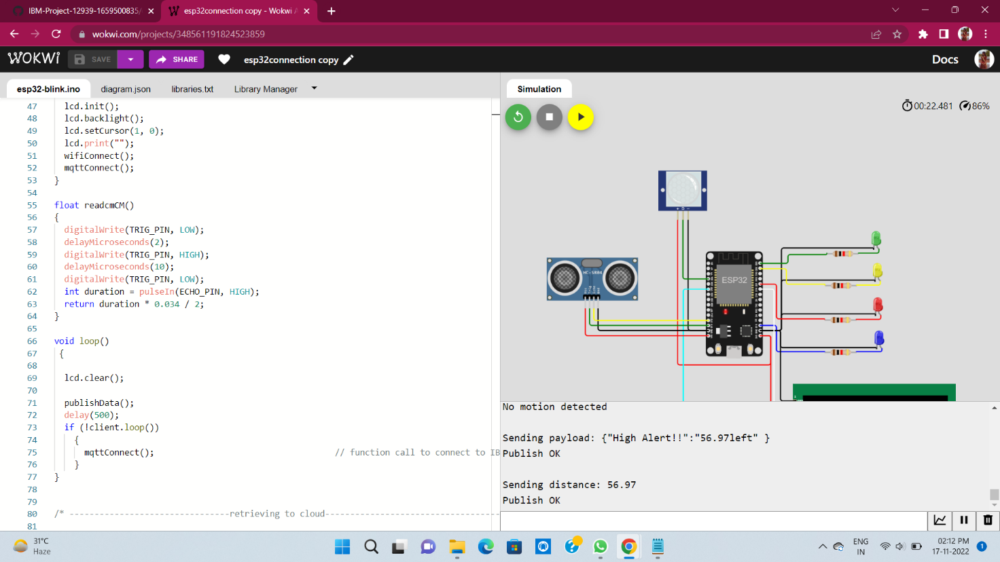 IBM-Project-12939-1659500835/
esp32connection copy - Wokwi A
wokwi.com/projects/348561191824523859
WOKWi
SAVE
SHARE
esp32connection copy
Docs
esp32-blink.ino
diagram.json
libraries.txt
Library Manager
Simulation
00:22.481
86%
47 lcd.init();
48 lcd.backlight();
49 lcd.setCursor(1, 0);
50 lcd.print("");
51 wifiConnect();
52 mqttConnect();
53 }
54
55 float readcmCM()
56 {
57 digitalWrite(TRIG_PIN, LOW);
58 delayMicroseconds(2);
59 digitalWrite(TRIG_PIN, HIGH);
60 delayMicroseconds(10);
61 digitalWrite(TRIG_PIN, LOW);
62 int duration = pulseIn(ECHO_PIN, HIGH);
63 return duration * 0.034 / 2;
64 }
65
66 void loop()
67 {
68
69 lcd.clear();
70
71 publishData();
72 delay(500);
73 if (!client.loop())
74 {
75 mqttConnect(); // function call to connect to IB
76 }
77 }
78
79
80 /* --------------------------------retrieving to cloud-----------------------------------
81
HC-SR04
ESP32
No motion detected
Sending payload: {"High Alert!!":"56.97left" }
Publish OK
Sending distance: 56.97
Publish OK
31°C
Haze
ENG
IN
02:12 PM
17-11-2022
1